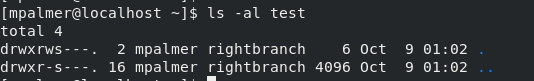 [mpalmer@localhost ~]$ ls -al test
total 4
drwxrws---.  2 mpalmer rightbranch    6 Oct  9 01:02 .
drwxr-s---. 16 mpalmer rightbranch 4096 Oct  9 01:02 ..